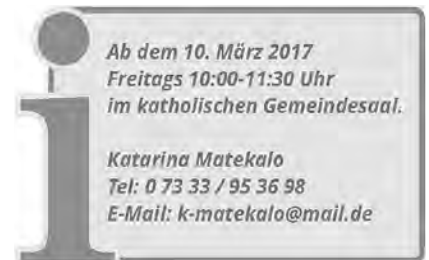 Ab dem 10. März 2017
Freitags 10:00-11:30 Uhr
im katholischen Gemeindesaal.
Katarina Matekalo
Tel: 0 73 33 / 95 36 98
E-Mail: k-matekalo@mail.de